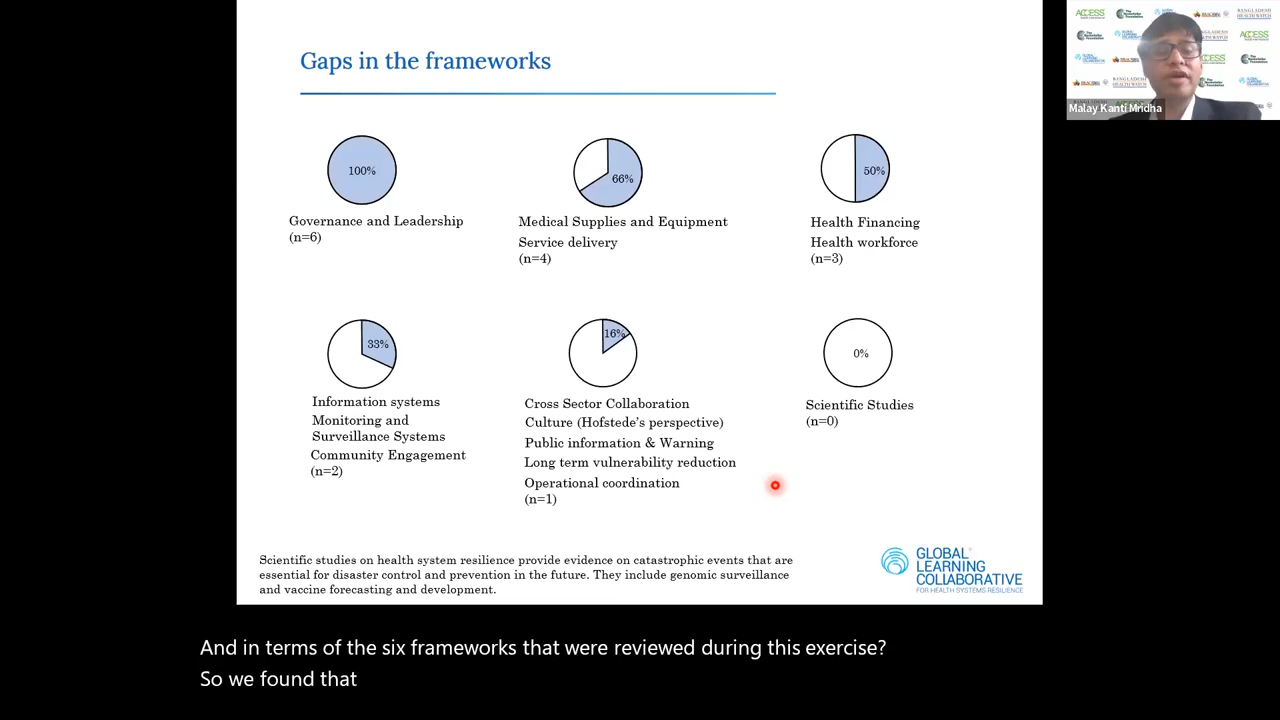 Gaps in the frameworks
100%
Governance and Leadership
(n=6)
66%
Medical Supplies and Equipment
Service delivery
(n=4)
50%
Health Financing
Health workforce
(n=3)
33%
Information systems
Monitoring and
Surveillance Systems
Community Engagement
(n=2)
16%
Cross Sector Collaboration
Culture (Hofstede's perspective)
Public information & Warning
Long term vulnerability reduction
Operational coordination
(n=1)
0%
Scientific Studies
(n=0)
Scientific studies on health system resilience provide evidence on catastrophic events that are
essential for disaster control and prevention in the future. They include genomic surveillance
and vaccine forecasting and development.
GLOBAL
LEARNING
COLLABORATIVE
FOR HEALTH SYSTEMS RESILIENCE
ACCESS
BANGLADESH
HEALTH WATCH
Malay Kanti Mridha
And in terms of the six frameworks that were reviewed during this exercise?
So we found that